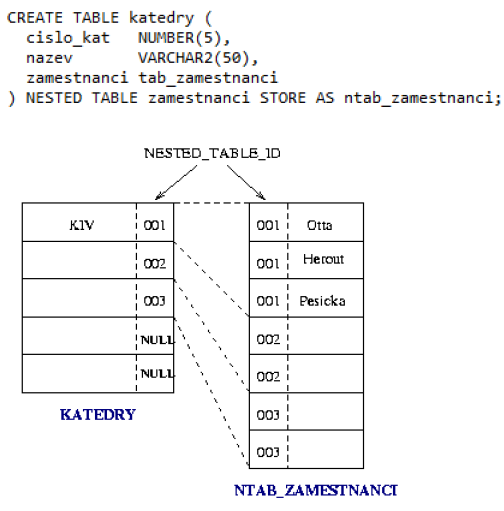 CREATE TABLE katedry (
cislo_kat NUMBER(5),
nazev VARCHAR2(50),
zamestnanci tab_zamestnanci
) NESTED TABLE zamestnanci STORE AS ntab_zamestnanci;
NESTED_TABLE_ID
KIV 001 001 Otta
002 001 Herout
003 001 Pesicka
NULL 002
NULL 002
003
003
KATEDRY
NTAB_ZAMESTNANCI